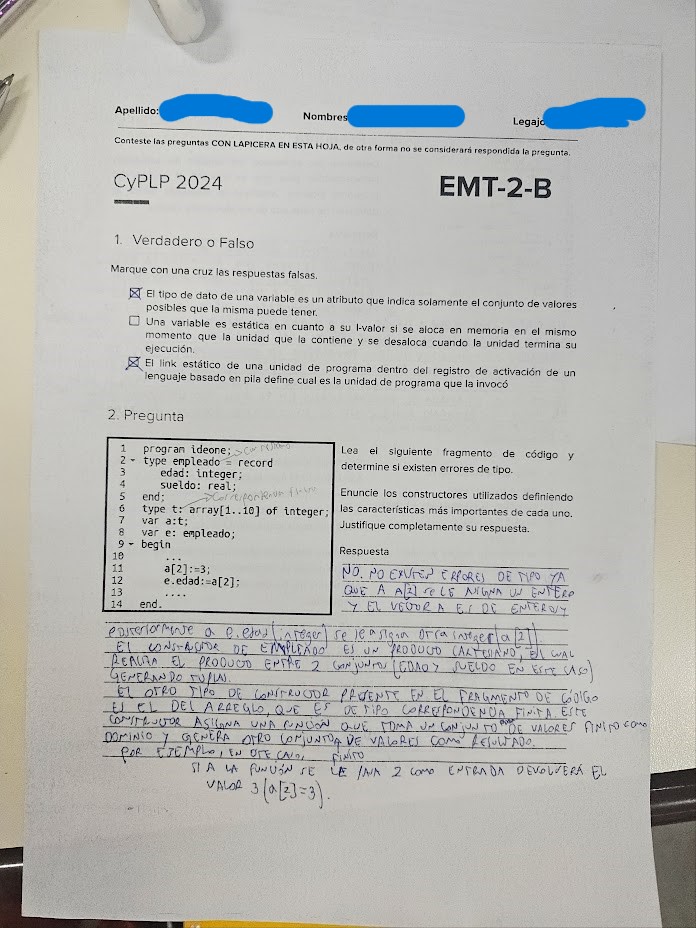 Apellido:
Nombres
Legajo
Conteste las preguntas CON LAPICERA EN ESTA HOJA, de otra forma no se considerará respondida la pregunta.
CyPLP 2024
EMT-2-B
1. Verdadero o Falso
Marque con una cruz las respuestas falsas.
El tipo de dato de una variable es un atributo que indica solamente el conjunto de valores
posibles que la misma puede tener.
Una variable es estática en cuanto a su l-valor si se aloca en memoria en el mismo
momento que la unidad que la contiene y se desaloca cuando la unidad termina su
ejecución.
El link estático de una unidad de programa dentro del registro de activación de un
lenguaje basado en pila define cual es la unidad de programa que la invocó
2. Pregunta
1 program ideone;
2 type empleado = record
3 edad: integer;
4 sueldo: real;
5 end;
6 type t: array[1..10] of integer;
7 var a:t;
8 var e: empleado;
9 begin
10 ...
11 a[2]:=3;
12 e.edad:=a[2];
13 ....
14 end.
Lea el siguiente fragmento de código y
determine si existen errores de tipo.
Enuncie los constructores utilizados definiendo
las características más importantes de cada uno.
Justifique completamente su respuesta.
Respuesta
NO. NO EXISTEN ERRORES DE TIPO YA
QUE A A[2] SE LE ASIGNA UN ENTERO
Y EL VECTOR A ES DE ENTEROS Y
posteriormente a e.edad (integer) se le asigna otra integer (a[2])
EL CONSTRUCTOR DE EMPLEADO ES UN PRODUCTO CARTESIANO, EL CUAL
REALIZA EL PRODUCTO ENTRE 2 CONJUNTOS (EDAD Y SUELDO EN ESTE CASO)
GENERANDO TUPLAS.
EL OTRO TIPO DE CONSTRUCTOR PRESENTE EN EL FRAGMENTO DE CÓDIGO
ES EL DEL ARREGLO, QUE ES DE TIPO CORRESPONDENCIA FINITA. ESTE
CONSTRUCTOR ASIGNA UNA FUNCIÓN QUE TOMA UN CONJUNTO DE VALORES FINITO COMO
DOMINIO Y GENERA OTRO CONJUNTO DE VALORES COMO RESULTADO.
FINITO
POR EJEMPLO, EN ESTE CASO,
SI A LA FUNCIÓN SE LE PASA 2 COMO ENTRADA DEVOLVERÁ EL
VALOR 3 (a[2]=3).